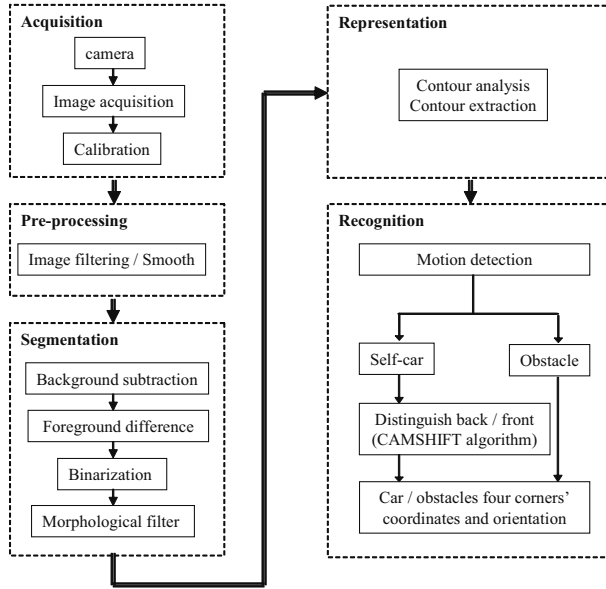 Acquisition
camera
Image acquisition
Calibration
Pre-processing
Image filtering / Smooth
Segmentation
Background subtraction
Foreground difference
Binarization
Morphological filter
Representation
Contour analysis
Contour extraction
Recognition
Motion detection
Self-car
Obstacle
Distinguish back / front
(CAMSHIFT algorithm)
Car / obstacles four corners’
coordinates and orientation